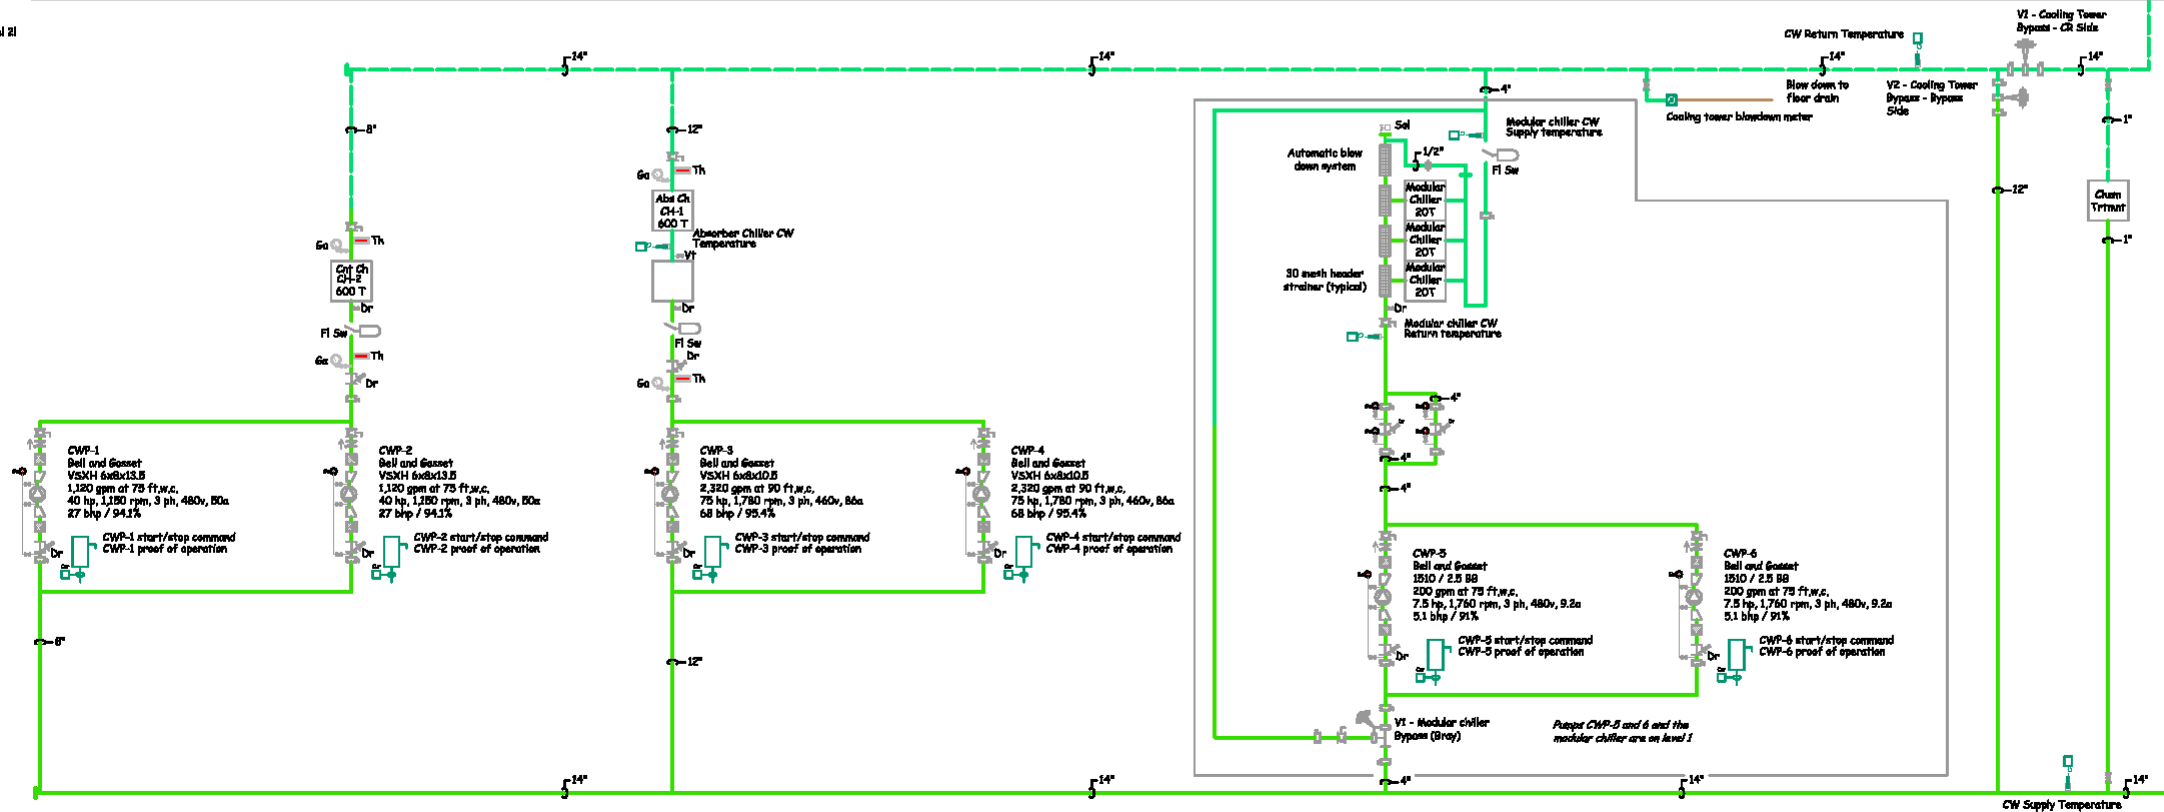 14"
14"
CW Return Temperature
14"
V1 - Cooling Tower
Bypass - CR Side
14"
8"
12"
4"
Blow down to
floor drain
Cooling tower blowdown meter
V2 - Cooling Tower
Bypass - Bypass
Side
1"
12"
Chem
Trtmnt
1"
Ga
Th
Cnt Ch
CH-2
600 T
Dr
Fl Sw
Ga
Th
Dr
Ga
Th
Abs Ch
CH-1
600 T
Absorber Chiller CW
Temperature
Vt
Dr
Fl Sw
Dr
Ga
Th
Sol
Modular chiller CW
Supply temperature
Automatic blow
down system
1/2"
Fl Sw
Modular
Chiller
20T
Modular
Chiller
20T
Modular
Chiller
20T
30 mesh header
strainer (typical)
Dr
Modular chiller CW
Return temperature
4"
4"
4"
CWP-1
Bell and Gosset
VSXH 6x8x13.5
1,120 gpm at 75 ft.w.c.
40 hp, 1,150 rpm, 3 ph, 480v, 50a
27 bhp / 94.1%
CWP-1 start/stop command
CWP-1 proof of operation
Dr
CWP-2
Bell and Gosset
VSXH 6x8x13.5
1,120 gpm at 75 ft.w.c.
40 hp, 1,150 rpm, 3 ph, 480v, 50a
27 bhp / 94.1%
CWP-2 start/stop command
CWP-2 proof of operation
Dr
CWP-3
Bell and Gosset
VSXH 6x8x10.5
2,320 gpm at 90 ft.w.c.
75 hp, 1,780 rpm, 3 ph, 460v, 86a
68 bhp / 95.4%
CWP-3 start/stop command
CWP-3 proof of operation
Dr
CWP-4
Bell and Gosset
VSXH 6x8x10.5
2,320 gpm at 90 ft.w.c.
75 hp, 1,780 rpm, 3 ph, 460v, 86a
68 bhp / 95.4%
CWP-4 start/stop command
CWP-4 proof of operation
Dr
CWP-5
Bell and Gosset
1510 / 2.5 BB
200 gpm at 75 ft.w.c.
7.5 hp, 1,760 rpm, 3 ph, 480v, 9.2a
5.1 bhp / 91%
CWP-5 start/stop command
CWP-5 proof of operation
Dr
CWP-6
Bell and Gosset
1510 / 2.5 BB
200 gpm at 75 ft.w.c.
7.5 hp, 1,760 rpm, 3 ph, 480v, 9.2a
5.1 bhp / 91%
CWP-6 start/stop command
CWP-6 proof of operation
Dr
8"
12"
V1 - Modular chiller
Bypass (Bray)
Pumps CWP-5 and 6 and the
modular chiller are on level 1
14"
14"
4"
14"
14"
CW Supply Temperature